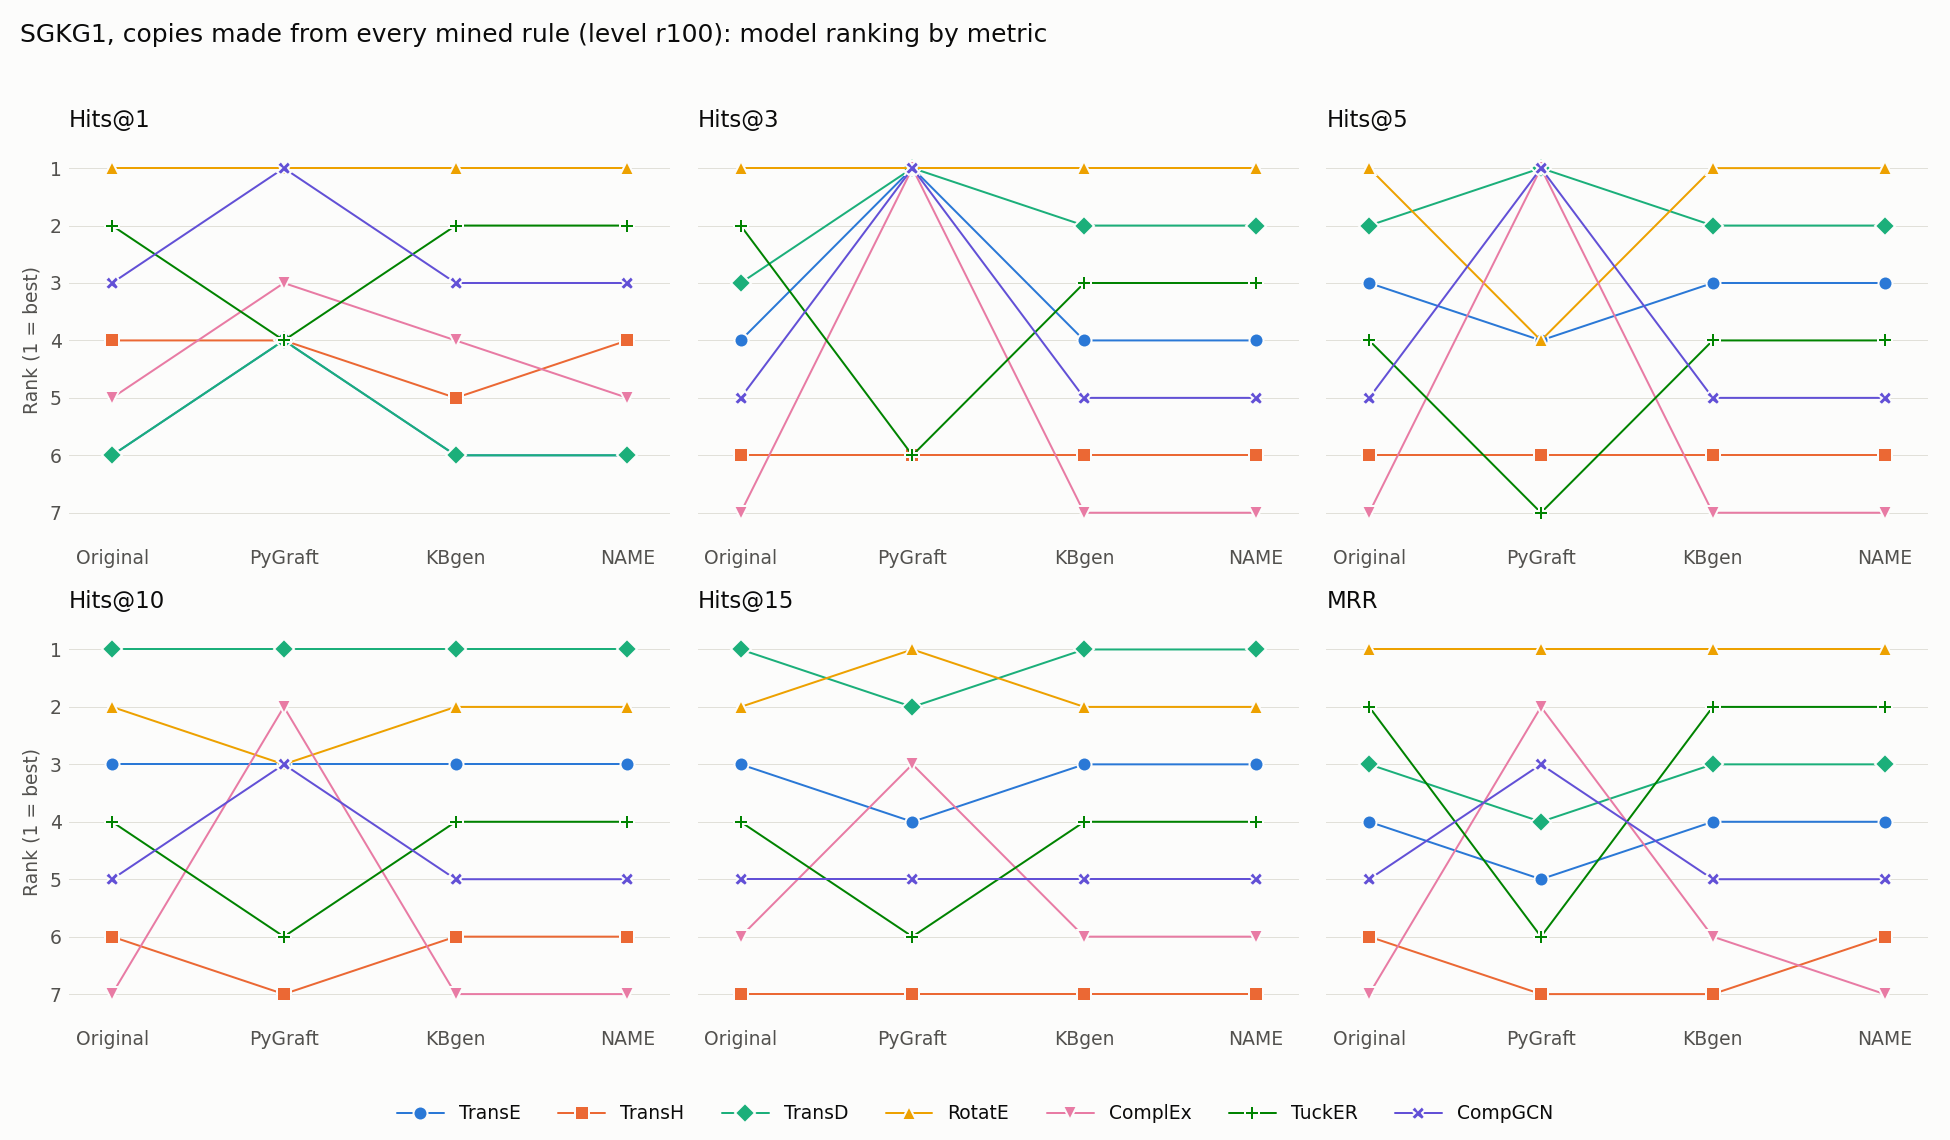 SGKG1, copies made from every mined rule (level r100): model ranking by metric
Hits@1
Hits@3
Hits@5
Rank (1 = best)
1
2
3
4
5
6
7
Original PyGraft KBgen NAME
Original PyGraft KBgen NAME
Original PyGraft KBgen NAME
Hits@10
Hits@15
MRR
Rank (1 = best)
1
2
3
4
5
6
7
Original PyGraft KBgen NAME
Original PyGraft KBgen NAME
Original PyGraft KBgen NAME
TransE TransH TransD RotatE ComplEx TuckER CompGCN